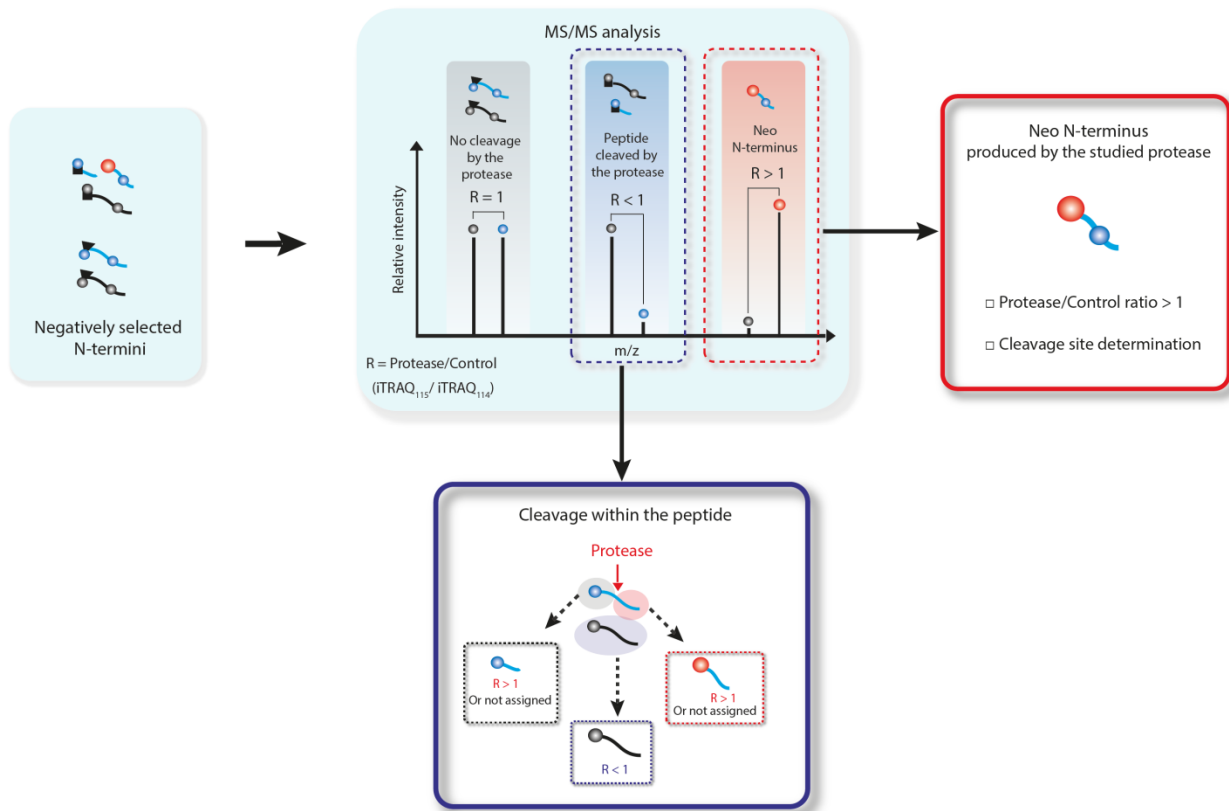 MS/MS analysis
Negatively selected
N-termini
Relative intensity
No cleavage
by the
protease
R = 1
Peptide
cleaved by
the protease
R < 1
Neo
N-terminus
R > 1
m/z
R = Protease/Control
(iTRAQ115/ iTRAQ114)
Neo N-terminus
produced by the studied protease
□ Protease/Control ratio > 1
□ Cleavage site determination
Cleavage within the peptide
Protease
R > 1
Or not assigned
R < 1
R > 1
Or not assigned